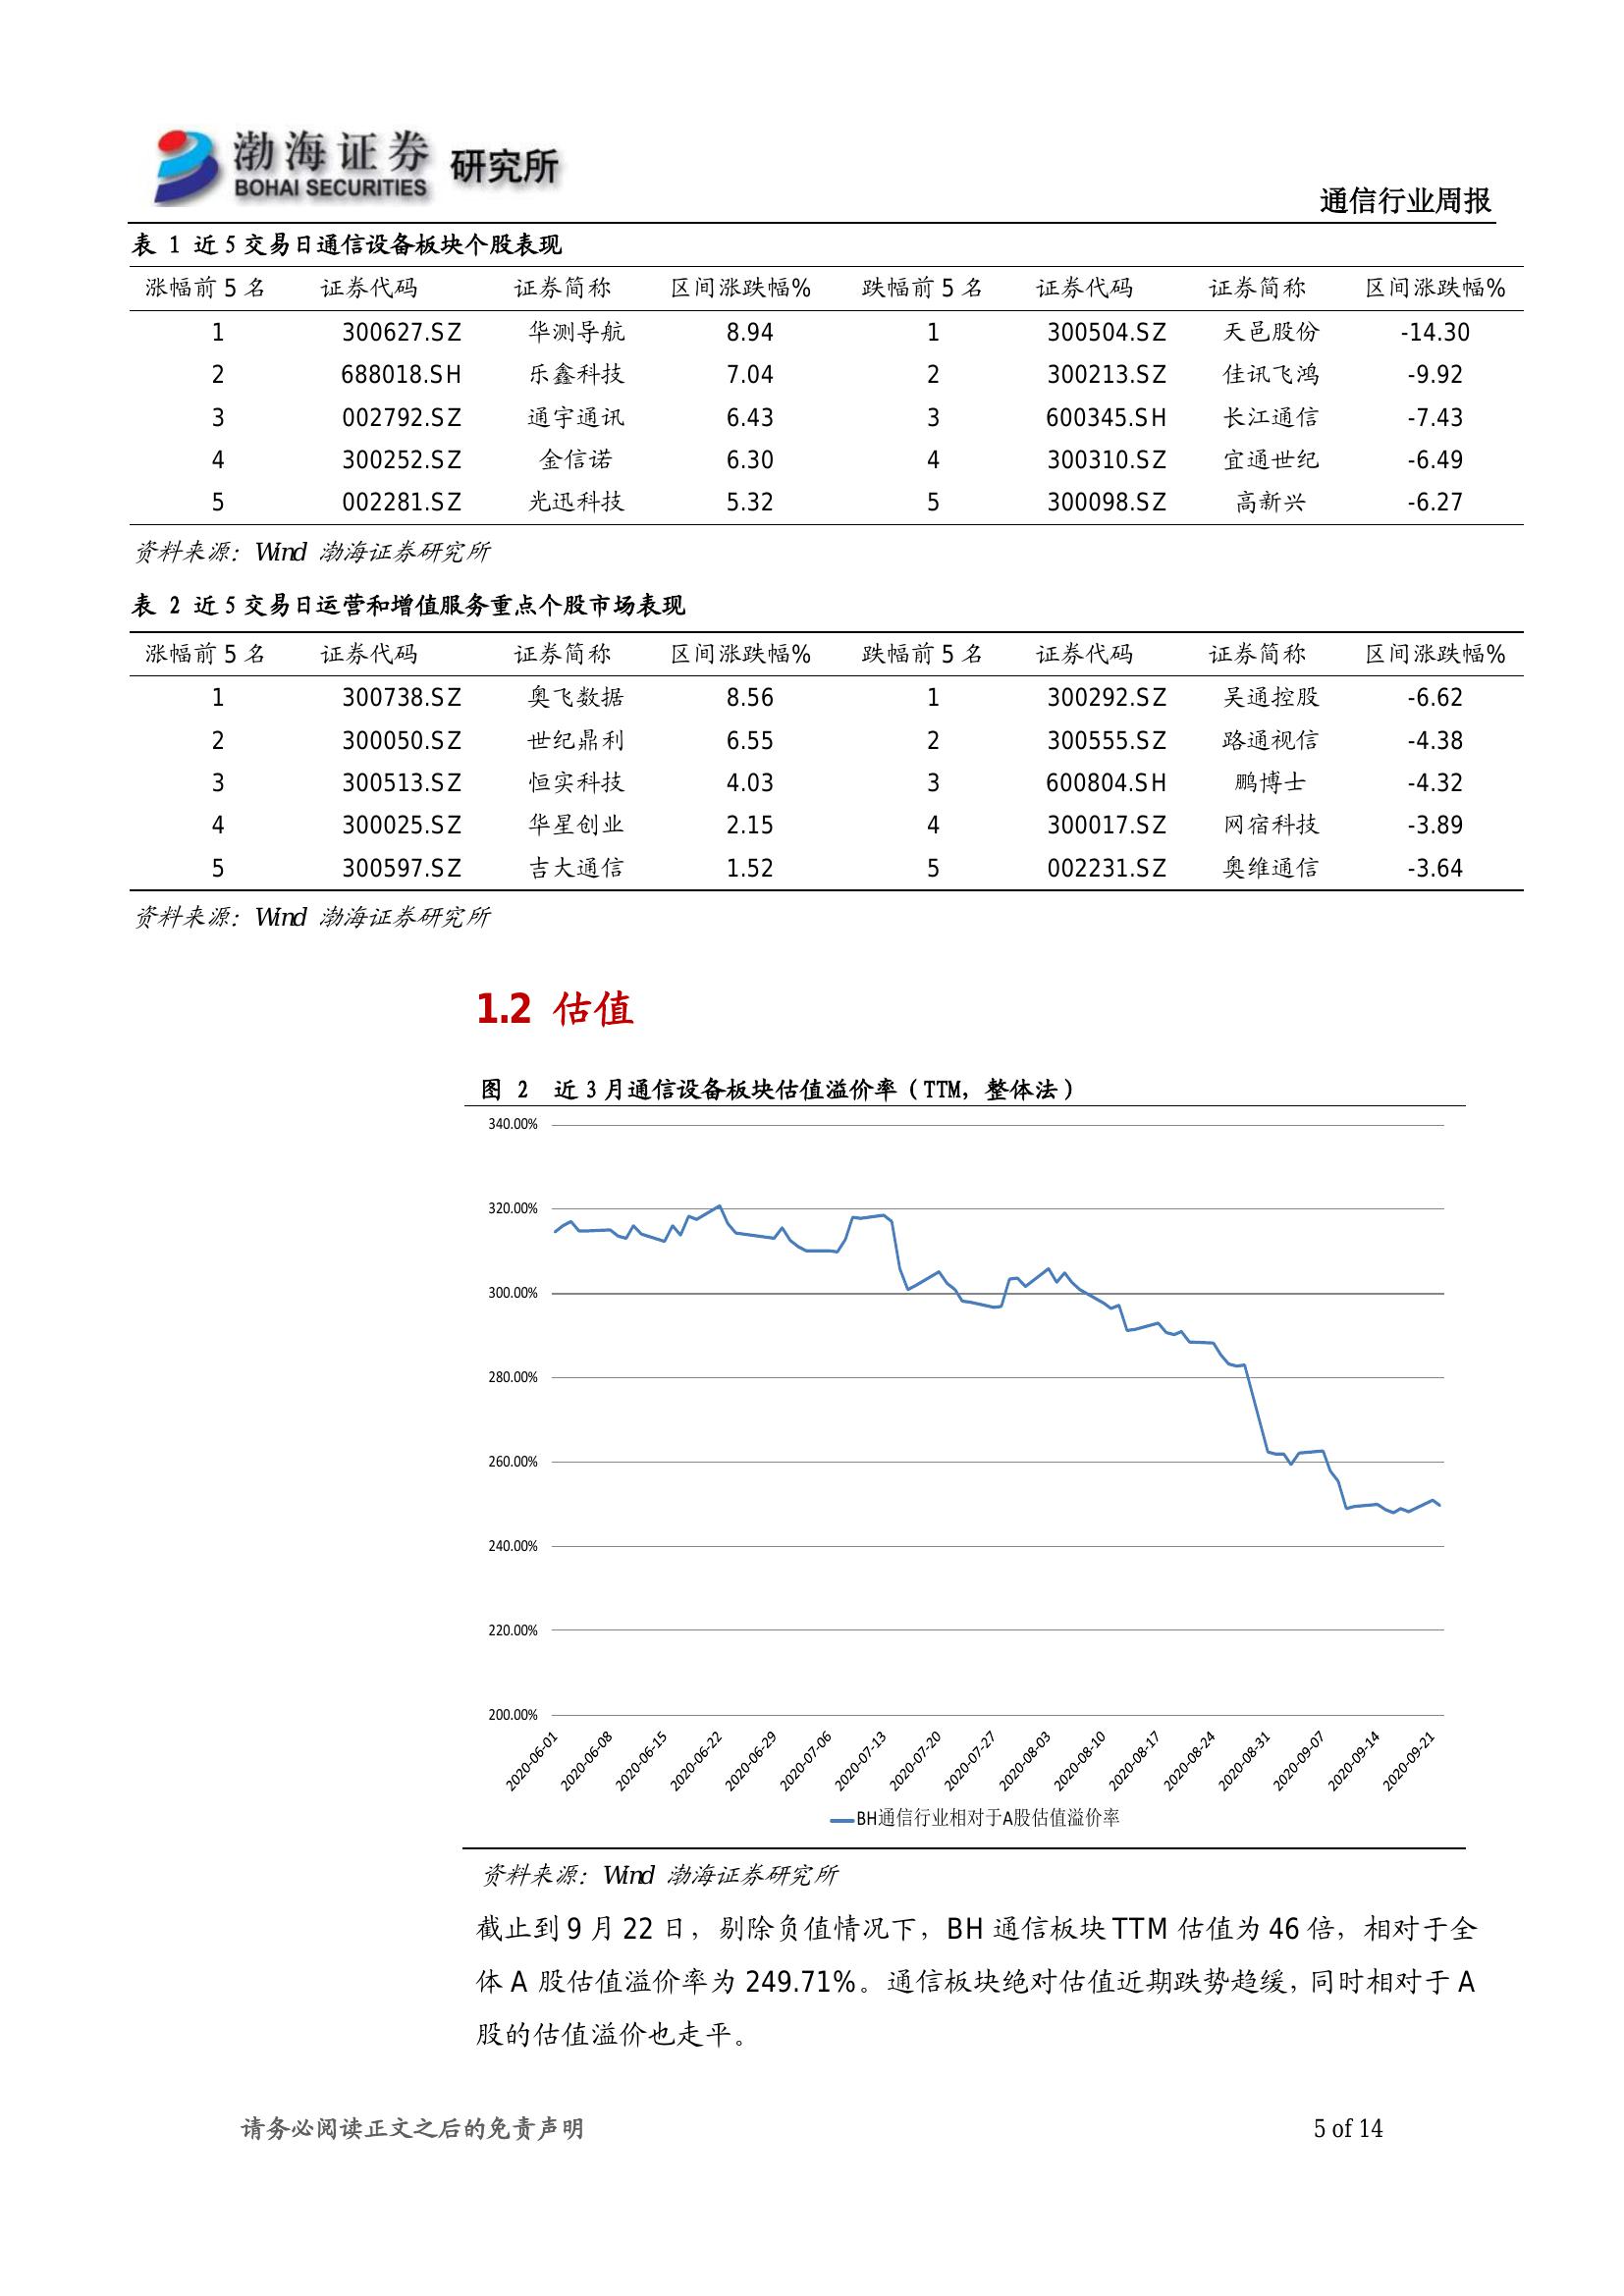 渤海证券 研究所
BOHAI SECURITIES
通信行业周报
表 1 近 5 交易日通信设备板块个股表现
涨幅前 5 名 证券代码 证券简称 区间涨跌幅% 跌幅前 5 名 证券代码 证券简称 区间涨跌幅%
1 300627.SZ 华测导航 8.94 1 300504.SZ 天邑股份 -14.30
2 688018.SH 乐鑫科技 7.04 2 300213.SZ 佳讯飞鸿 -9.92
3 002792.SZ 通宇通讯 6.43 3 600345.SH 长江通信 -7.43
4 300252.SZ 金信诺 6.30 4 300310.SZ 宜通世纪 -6.49
5 002281.SZ 光迅科技 5.32 5 300098.SZ 高新兴 -6.27
资料来源：Wind 渤海证券研究所
表 2 近 5 交易日运营和增值服务重点个股市场表现
涨幅前 5 名 证券代码 证券简称 区间涨跌幅% 跌幅前 5 名 证券代码 证券简称 区间涨跌幅%
1 300738.SZ 奥飞数据 8.56 1 300292.SZ 吴通控股 -6.62
2 300050.SZ 世纪鼎利 6.55 2 300555.SZ 路通视信 -4.38
3 300513.SZ 恒实科技 4.03 3 600804.SH 鹏博士 -4.32
4 300025.SZ 华星创业 2.15 4 300017.SZ 网宿科技 -3.89
5 300597.SZ 吉大通信 1.52 5 002231.SZ 奥维通信 -3.64
资料来源：Wind 渤海证券研究所
1.2 估值
图 2 近 3 月通信设备板块估值溢价率（TTM，整体法）
340.00%
320.00%
300.00%
280.00%
260.00%
240.00%
220.00%
200.00%
2020-06-01 2020-06-08 2020-06-15 2020-06-22 2020-06-29 2020-07-06 2020-07-13 2020-07-20 2020-07-27 2020-08-03 2020-08-10 2020-08-17 2020-08-24 2020-08-31 2020-09-07 2020-09-14 2020-09-21
BH通信行业相对于A股估值溢价率
资料来源：Wind 渤海证券研究所
截止到 9 月 22 日，剔除负值情况下，BH 通信板块 TTM 估值为 46 倍，相对于全
体 A 股估值溢价率为 249.71%。通信板块绝对估值近期跌势趋缓，同时相对于 A
股的估值溢价也走平。
请务必阅读正文之后的免责声明
5 of 14